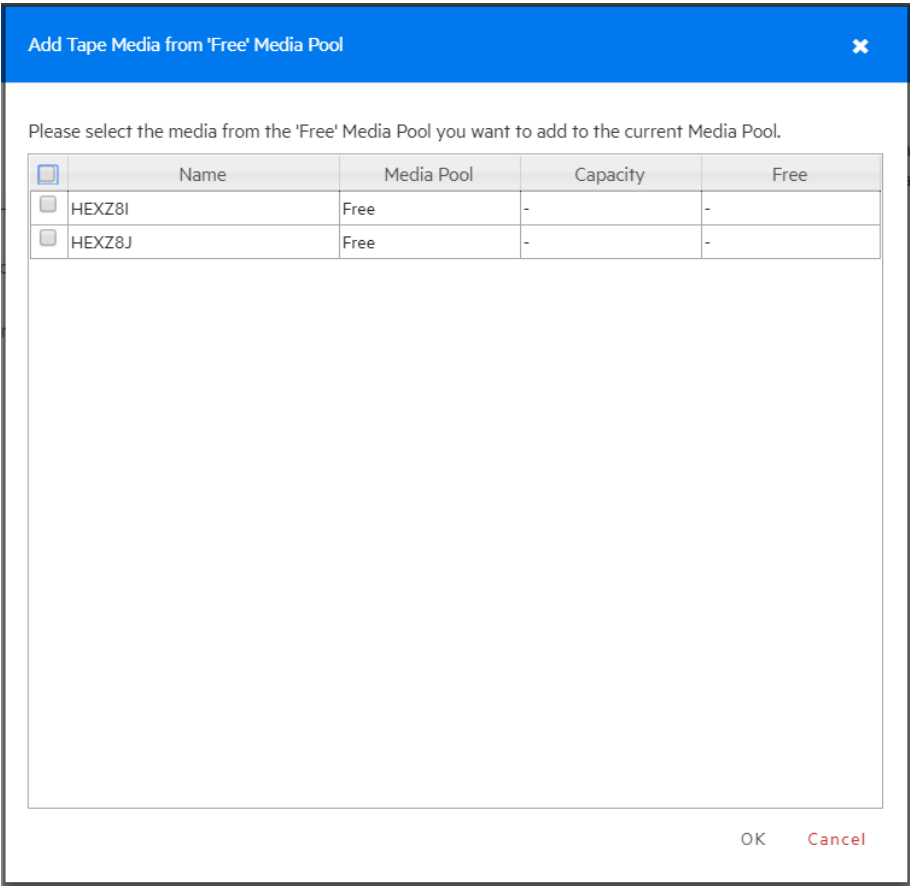 Add Tape Media from 'Free' Media Pool
Please select the media from the 'Free' Media Pool you want to add to the current Media Pool.
Name Media Pool Capacity Free
HEXZ8I Free - -
HEXZ8J Free - -
OK Cancel